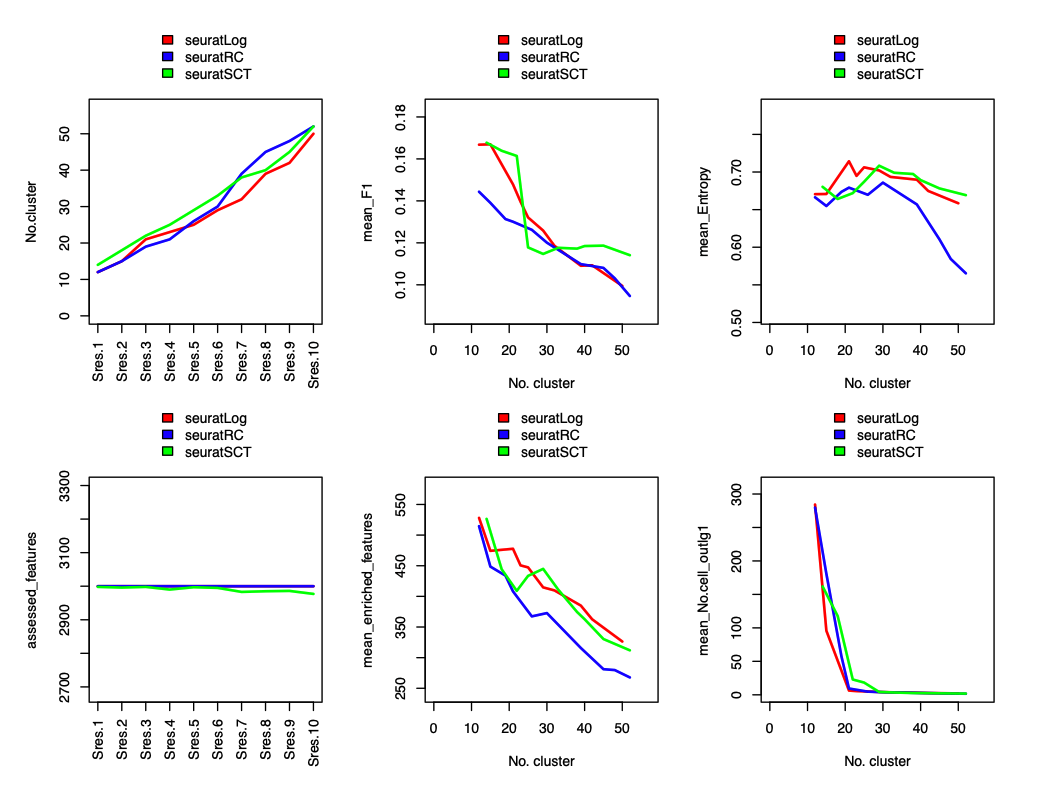 seuratLog
seuratRC
seuratSCT
No.cluster
0
10
20
30
40
50
Sres.1
Sres.2
Sres.3
Sres.4
Sres.5
Sres.6
Sres.7
Sres.8
Sres.9
Sres.10
seuratLog
seuratRC
seuratSCT
mean_F1
0.10
0.12
0.14
0.16
0.18
0 10 20 30 40 50
No. cluster
seuratLog
seuratRC
seuratSCT
mean_Entropy
0.50
0.60
0.70
0 10 20 30 40 50
No. cluster
seuratLog
seuratRC
seuratSCT
assessed_features
2700
2900
3100
3300
Sres.1
Sres.2
Sres.3
Sres.4
Sres.5
Sres.6
Sres.7
Sres.8
Sres.9
Sres.10
seuratLog
seuratRC
seuratSCT
mean_enriched_features
250
350
450
550
0 10 20 30 40 50
No. cluster
seuratLog
seuratRC
seuratSCT
mean_No.cell_outlg1
0
50
100
200
300
0 10 20 30 40 50
No. cluster